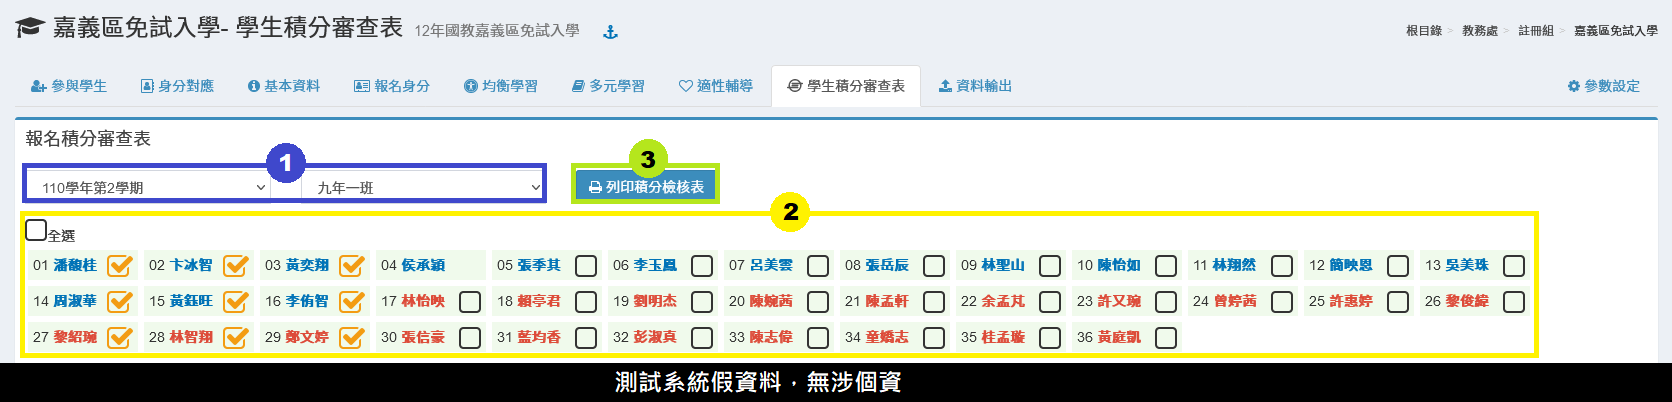 嘉義區免試入學- 學生積分審查表 12年國教嘉義區免試入學
根目錄 > 教務處 > 註冊組 > 嘉義區免試入學
參與學生 身分對應 基本資料 報名身分 均衡學習 多元學習 適性輔導 學生積分審查表 資料輸出 參數設定
報名積分審查表
1
3
110學年第2學期 九年一班 列印積分檢核表
2
全選
01 潘馥桂 02 卞冰智 03 黃奕翔 04 侯承穎 05 張季其 06 李玉鳳 07 呂美雲 08 張岳辰 09 林聖山 10 陳怡如 11 林翔然 12 簡映恩 13 吳美珠
14 周淑華 15 黃鈺旺 16 李侑智 17 林怡映 18 賴亭君 19 劉明杰 20 陳婉茜 21 陳孟軒 22 余孟芃 23 許又琬 24 曾婷茜 25 許惠婷 26 黎俊緯
27 黎紹琬 28 林智翔 29 鄭文婷 30 張信豪 31 藍均香 32 彭淑真 33 陳志偉 34 童嬌志 35 桂孟璇 36 黃庭凱
測試系統假資料，無涉個資